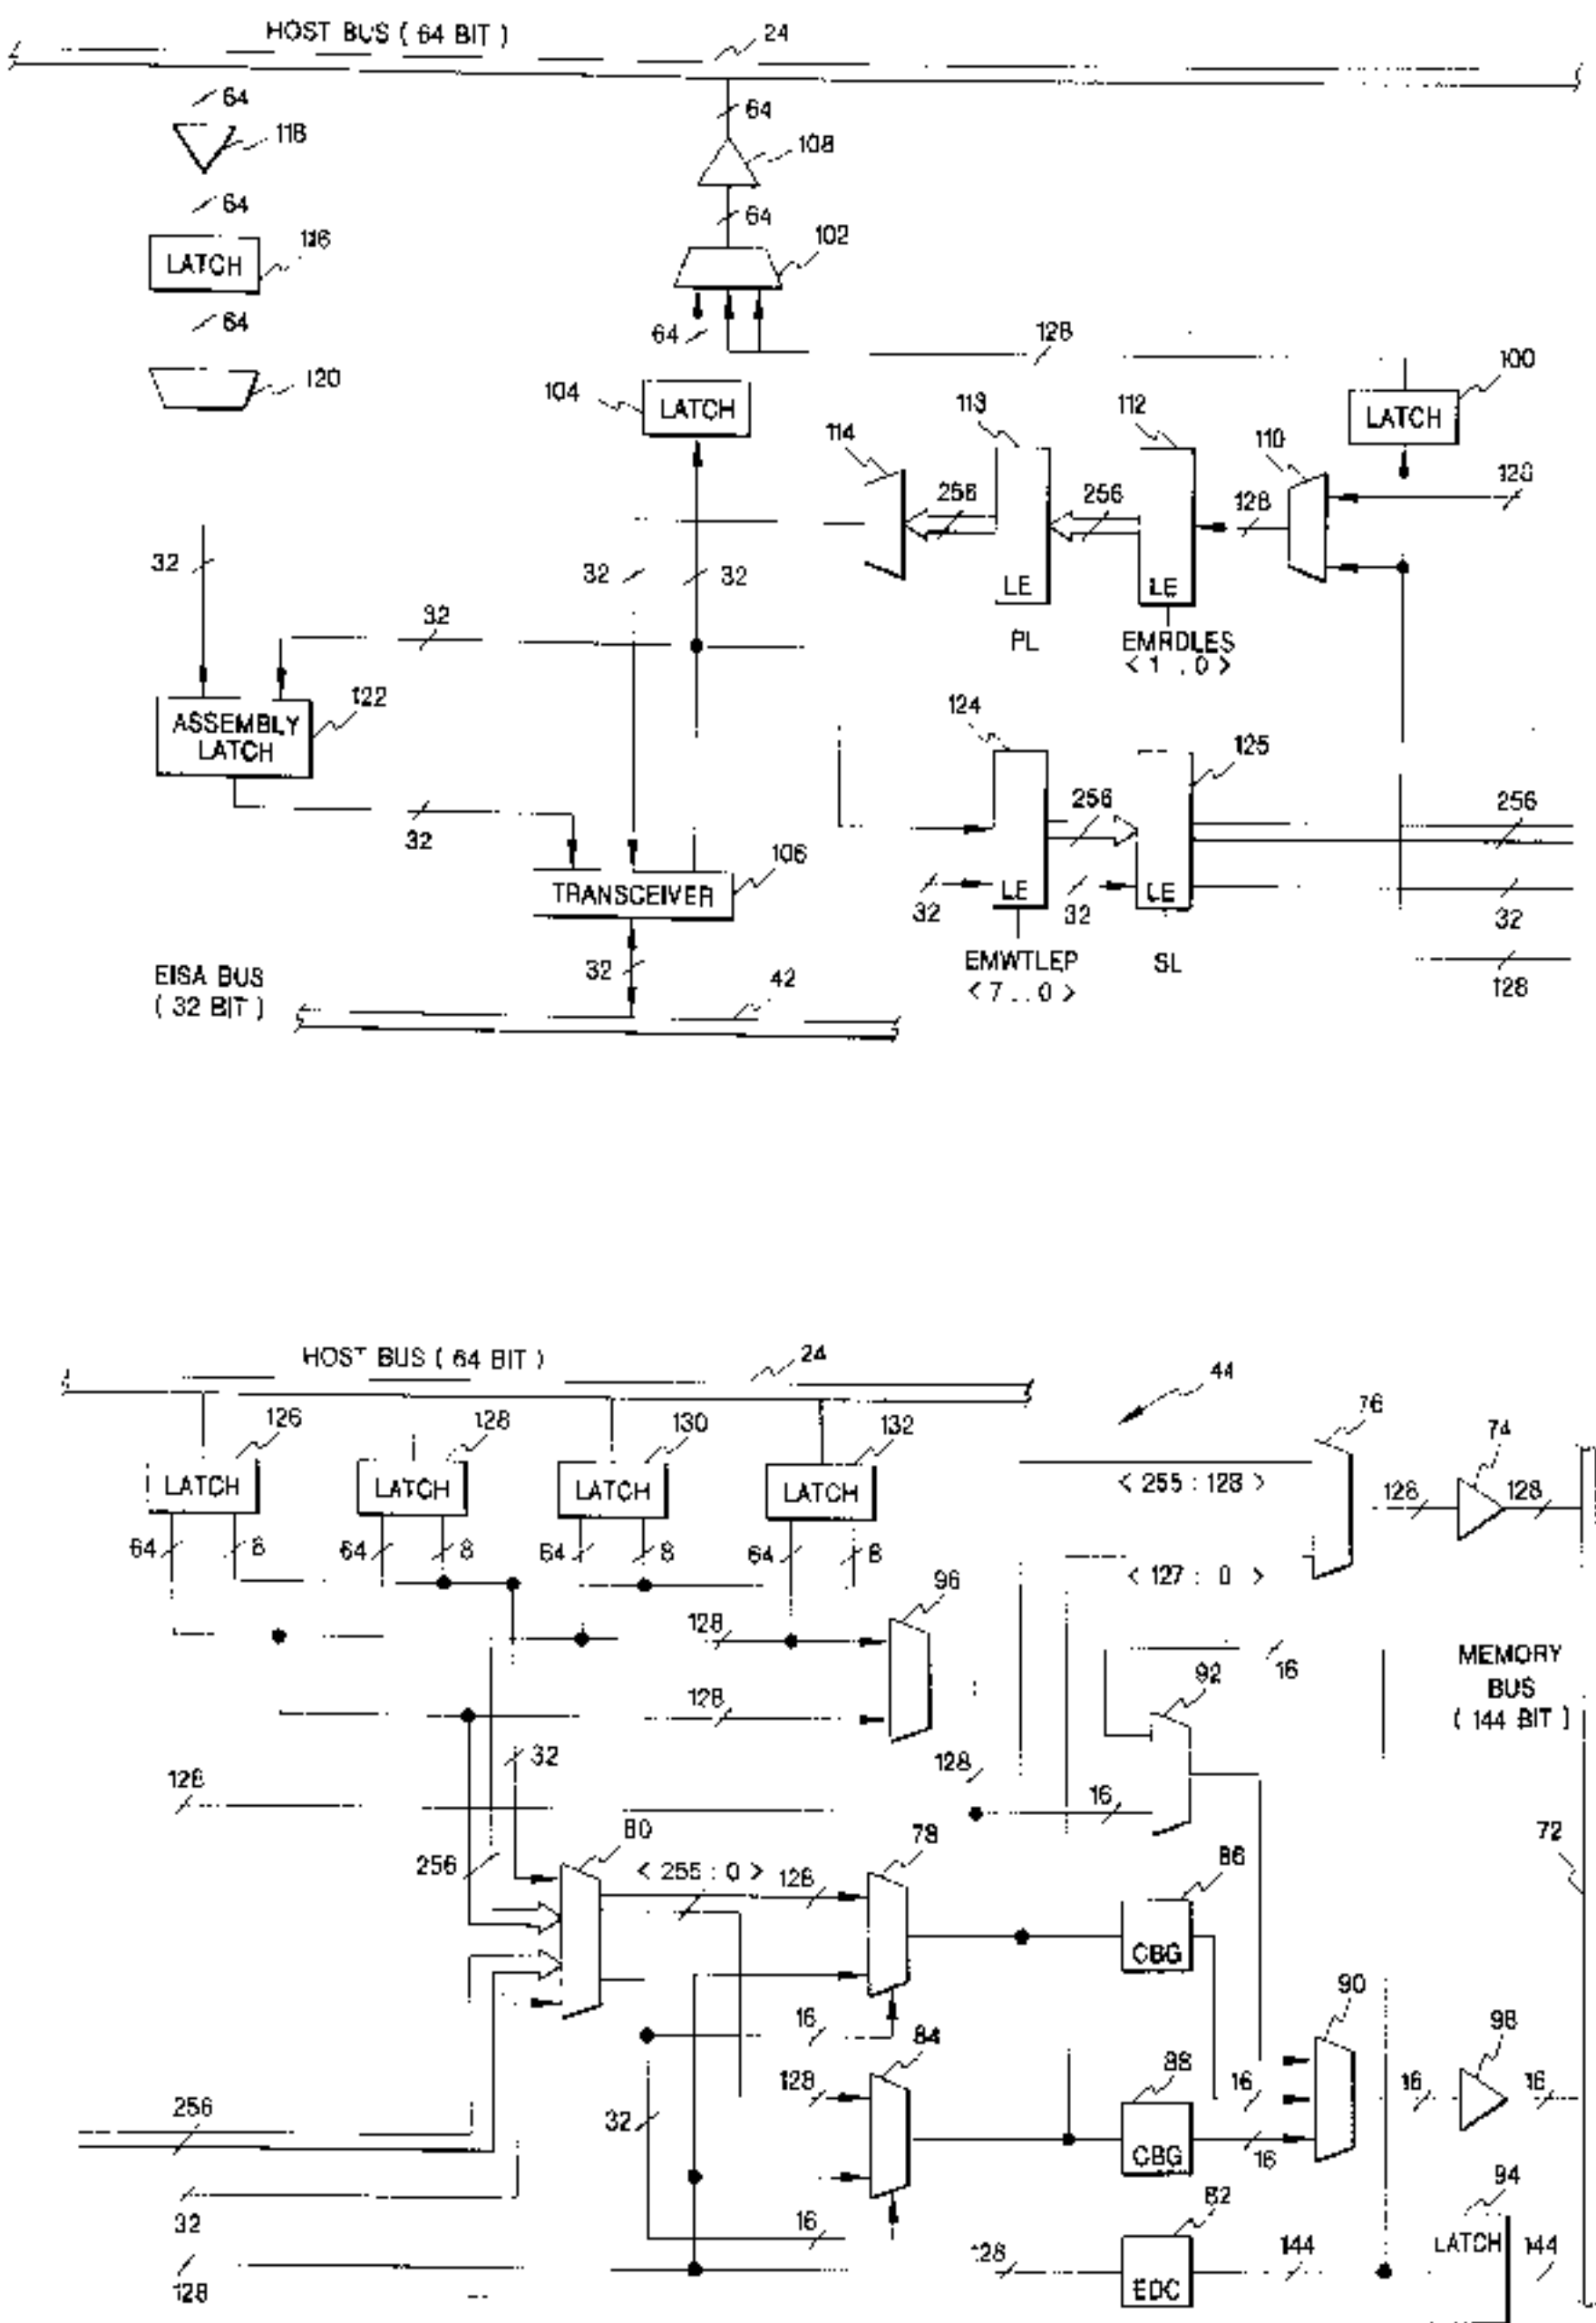 HOST BUS ( 64 BIT )
24
64
118
64
108
64
64
102
LATCH
116
64
64
128
120
104
LATCH
113
112
100
LATCH
114
110
256
256
128
128
32
32
32
LE
LE
32
PL
EMRDLES
< 1 . . 0 >
ASSEMBLY
LATCH
122
124
125
256
256
32
106
TRANSCEIVER
LE
LE
32
32
32
EISA BUS
( 32 BIT )
32
42
EMWTLEP
< 7 . . 0 >
SL
128
HOST BUS ( 64 BIT )
24
44
76
126
128
130
132
74
LATCH
LATCH
LATCH
LATCH
< 255 : 128 >
128
128
64
8
64
8
64
8
64
8
< 127 : 0 >
96
128
16
MEMORY
BUS
( 144 BIT )
92
128
32
128
128
16
80
78
72
256
< 255 : 0 >
128
86
CBG
90
16
84
98
88
128
16
16
16
256
32
CBG
16
94
82
32
16
LATCH
128
128
144
144
EDC